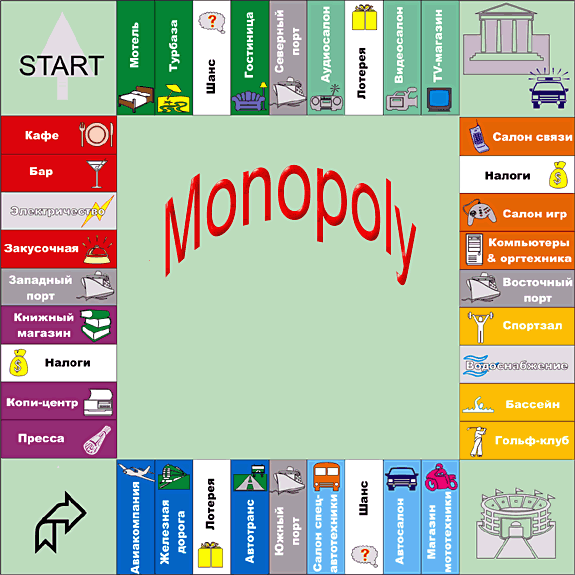 START
Мотель
Турбаза
Шанс
Гостиница
Северный
порт
Аудиосалон
Лотерея
Видеосалон
TV-магазин
Кафе
Бар
Электричество
Закусочная
Западный
порт
Книжный
магазин
Налоги
Копи-центр
Пресса
Monopoly
Салон связи
Налоги
Салон игр
Компьютеры
& оргтехника
Восточный
порт
Спортзал
Водоснабжение
Бассейн
Гольф-клуб
Авиакомпания
Железная
дорога
Лотерея
Автотранс
Южный
порт
Салон спец-
автотехники
Шанс
Автосалон
Магазин
мототехники